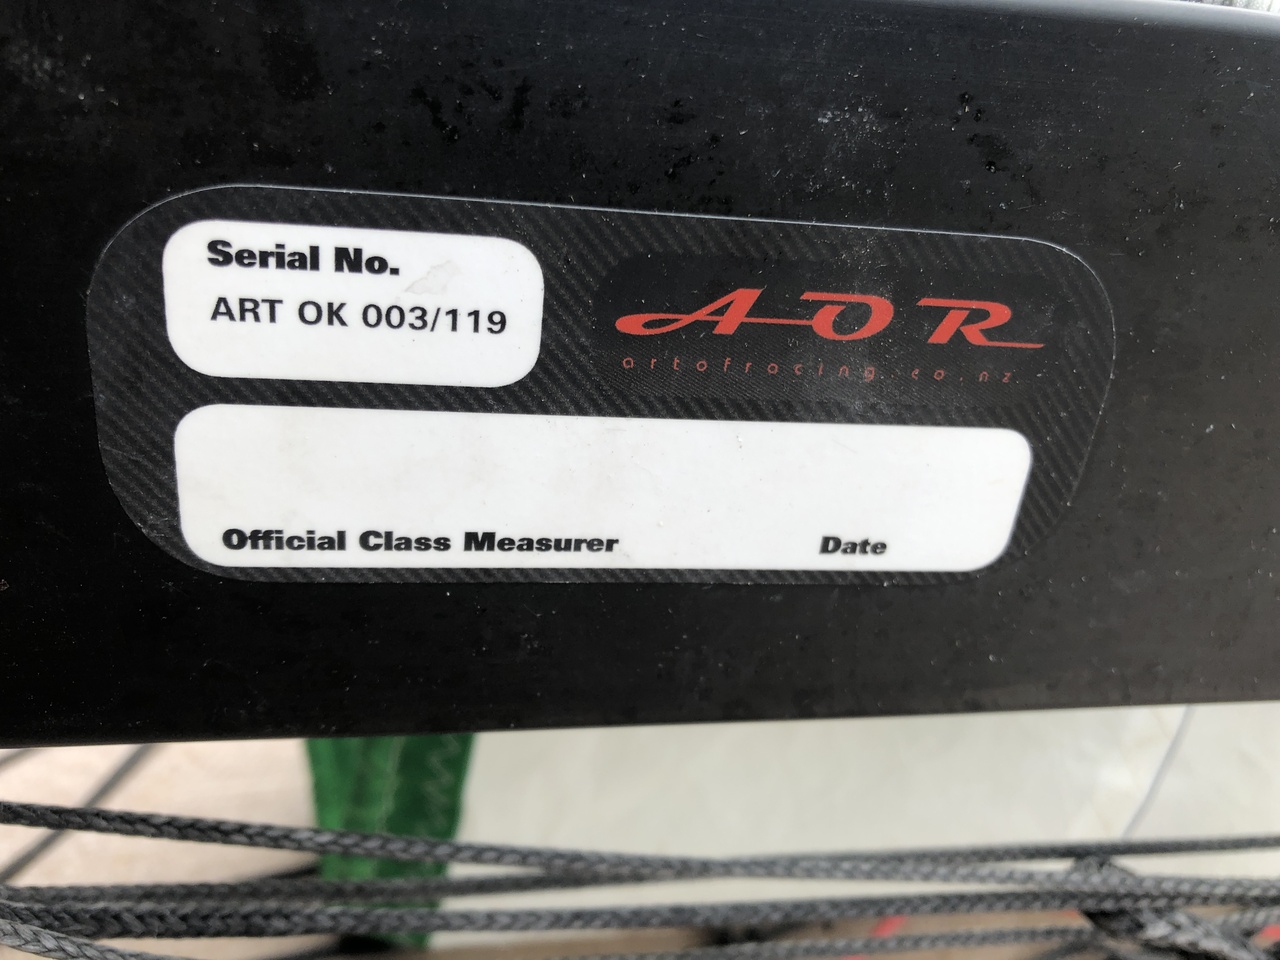 Serial No.
ART OK 003/119
AOR
artofracing.co.nz
Official Class Measurer Date